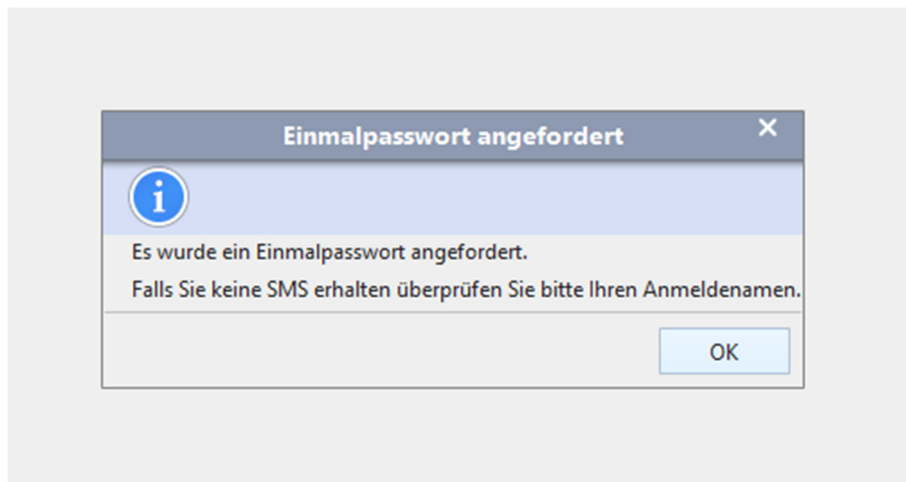 Einmalpasswort angefordert
Es wurde ein Einmalpasswort angefordert.
Falls Sie keine SMS erhalten überprüfen Sie bitte Ihren Anmeldenamen.
OK